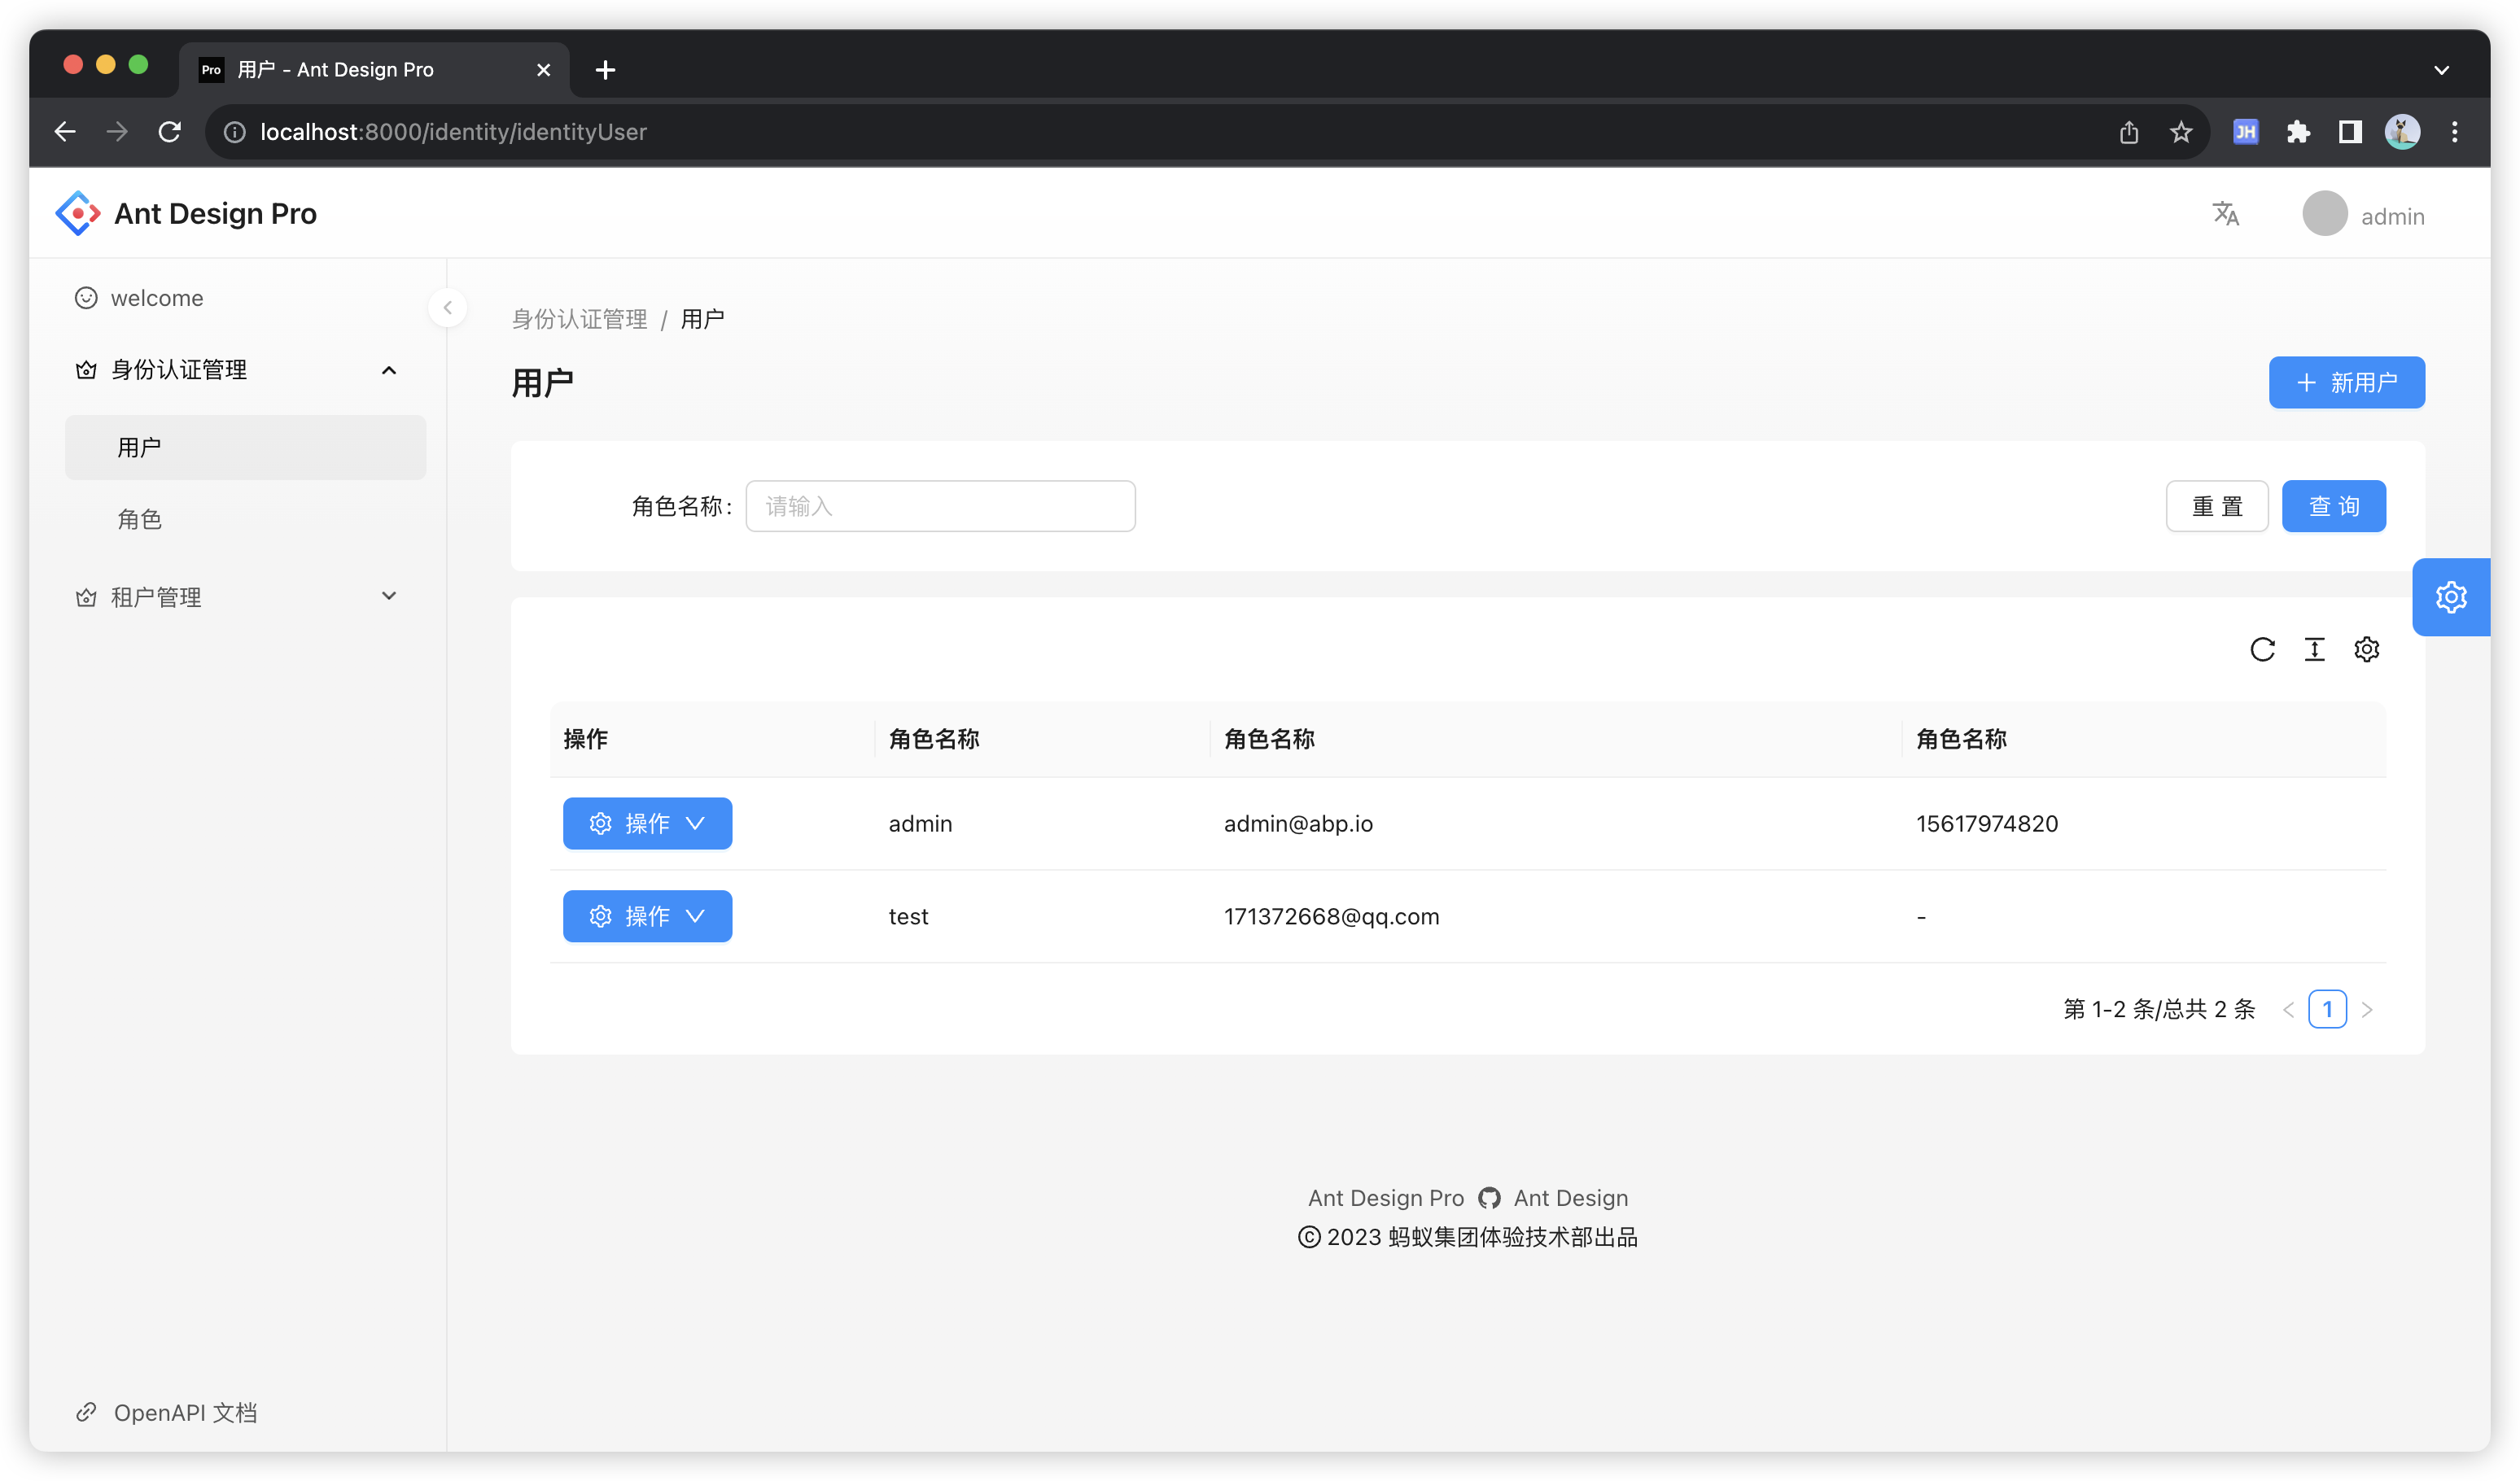 Pro 用户 - Ant Design Pro
localhost:8000/identity/identityUser
JH
Ant Design Pro
admin
welcome
身份认证管理
用户
角色
租户管理
OpenAPI 文档
身份认证管理 / 用户
用户
新用户
角色名称: 请输入 重置 查询
操作 角色名称 角色名称 角色名称
操作 admin admin@abp.io 15617974820
操作 test 171372668@qq.com -
第 1-2 条/总共 2 条 < 1 >
Ant Design Pro Ant Design
© 2023 蚂蚁集团体验技术部出品